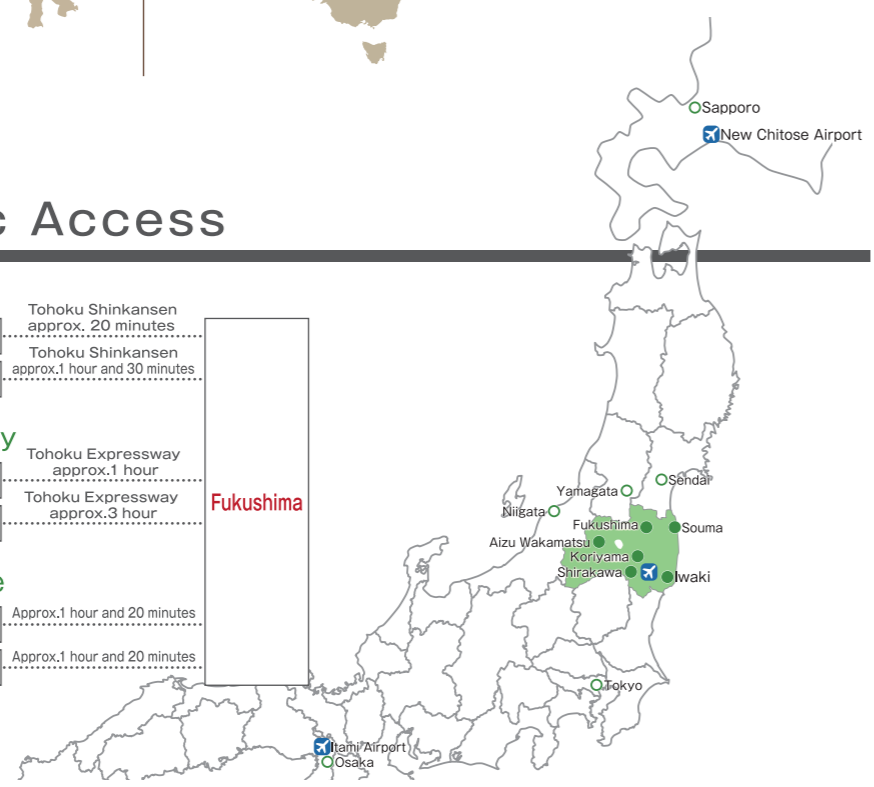 c Access
Tohoku Shinkansen
approx. 20 minutes
Tohoku Shinkansen
approx.1 hour and 30 minutes
y
Tohoku Expressway
approx.1 hour
Tohoku Expressway
approx.3 hour
e
Approx.1 hour and 20 minutes
Approx.1 hour and 20 minutes
Fukushima
Sapporo
New Chitose Airport
Sendai
Yamagata
Niigata
Fukushima
Souma
Aizu Wakamatsu
Koriyama
Shirakawa
Iwaki
Tokyo
Itami Airport
Osaka